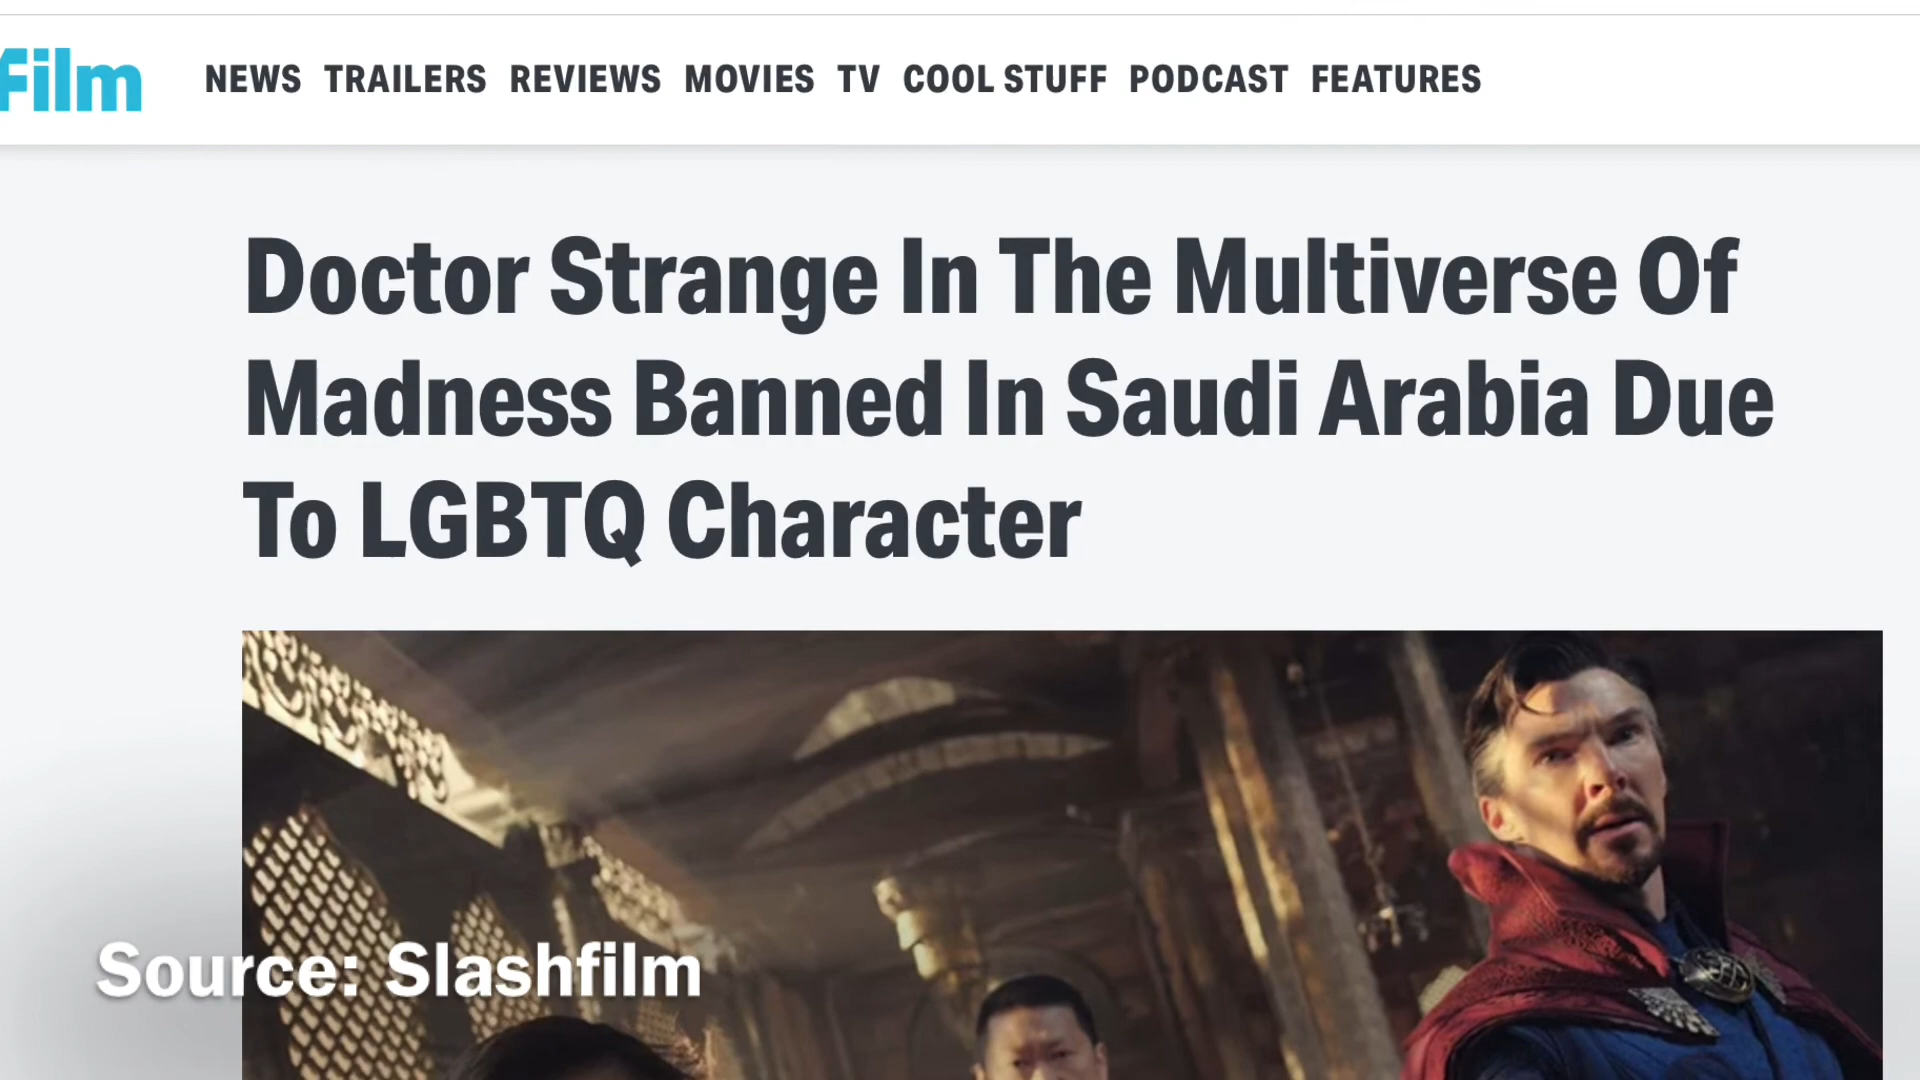 Film NEWS TRAILERS REVIEWS MOVIES TV COOL STUFF PODCAST FEATURES
Doctor Strange In The Multiverse Of
Madness Banned In Saudi Arabia Due
To LGBTQ Character
Source: Slashfilm